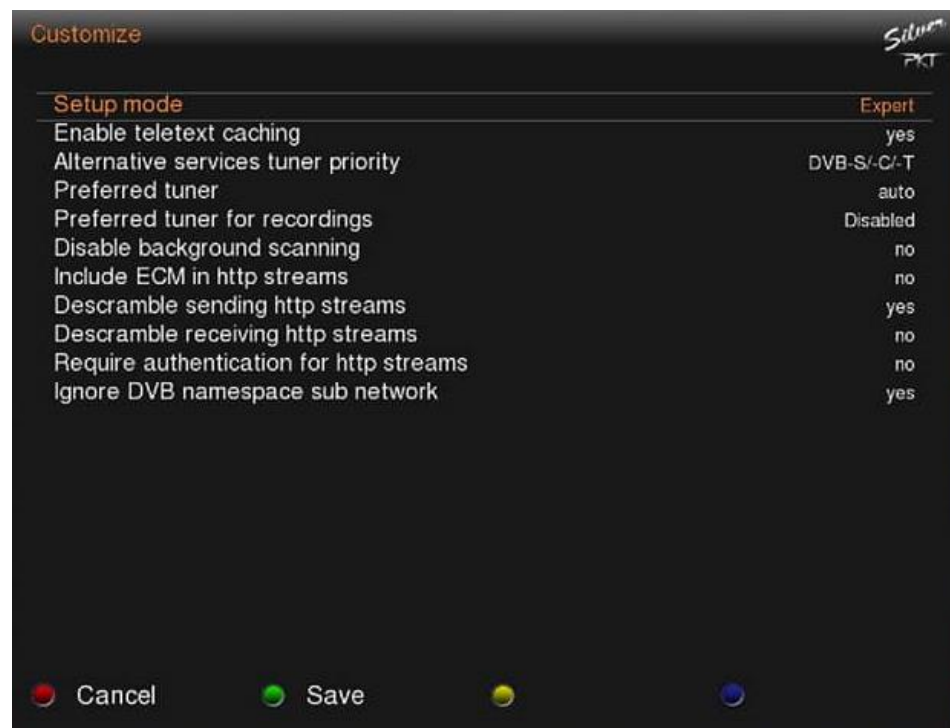 Customize
Silver
PKT
Setup mode Expert
Enable teletext caching yes
Alternative services tuner priority DVB-S/-C/-T
Preferred tuner auto
Preferred tuner for recordings Disabled
Disable background scanning no
Include ECM in http streams no
Descramble sending http streams yes
Descramble receiving http streams no
Require authentication for http streams no
Ignore DVB namespace sub network yes
Cancel Save